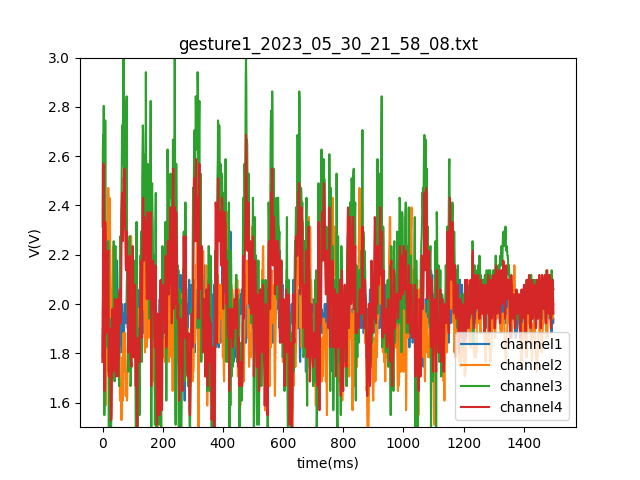 gesture1_2023_05_30_21_58_08.txt
3.0
2.8
2.6
2.4
2.2
2.0
1.8
1.6
V(V)
0 200 400 600 800 1000 1200 1400
time(ms)
channel1
channel2
channel3
channel4